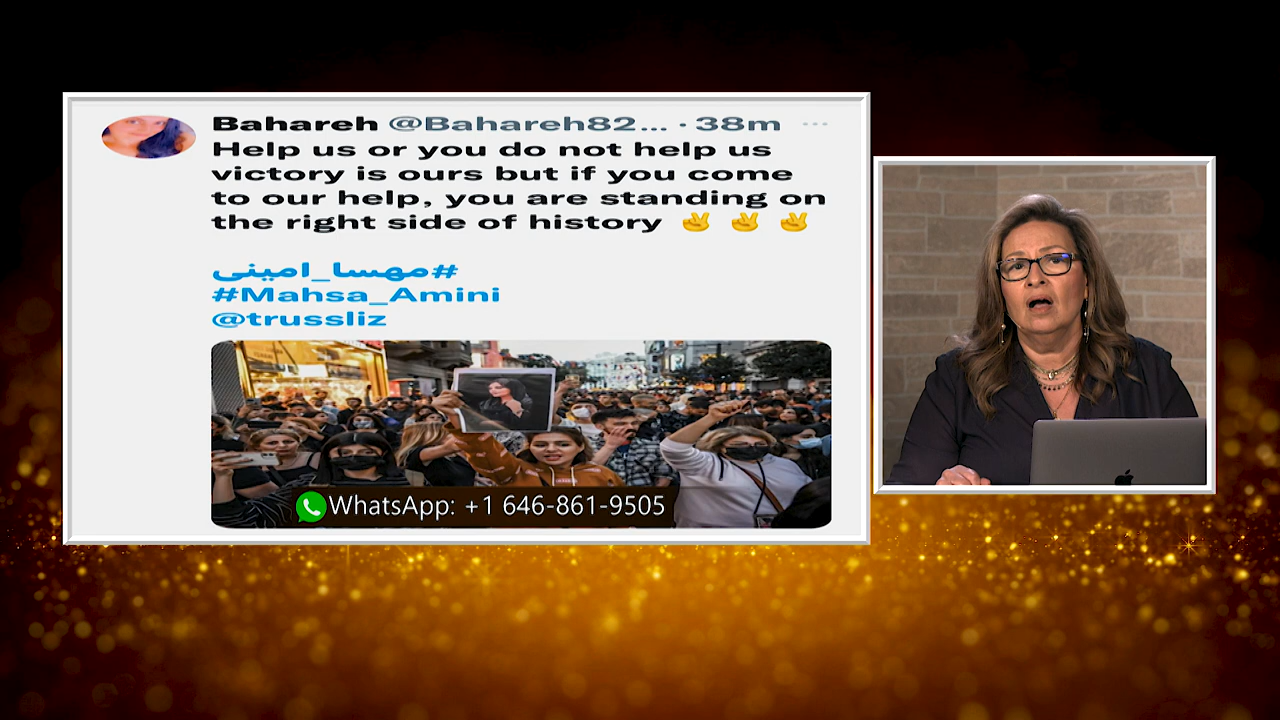 Bahareh @Bahareh82... · 38m ...
Help us or you do not help us
victory is ours but if you come
to our help, you are standing on
the right side of history ✌️ ✌️ ✌️
#مهسا_امینی
#Mahsa_Amini
@trussliz
WhatsApp: +1 646-861-9505